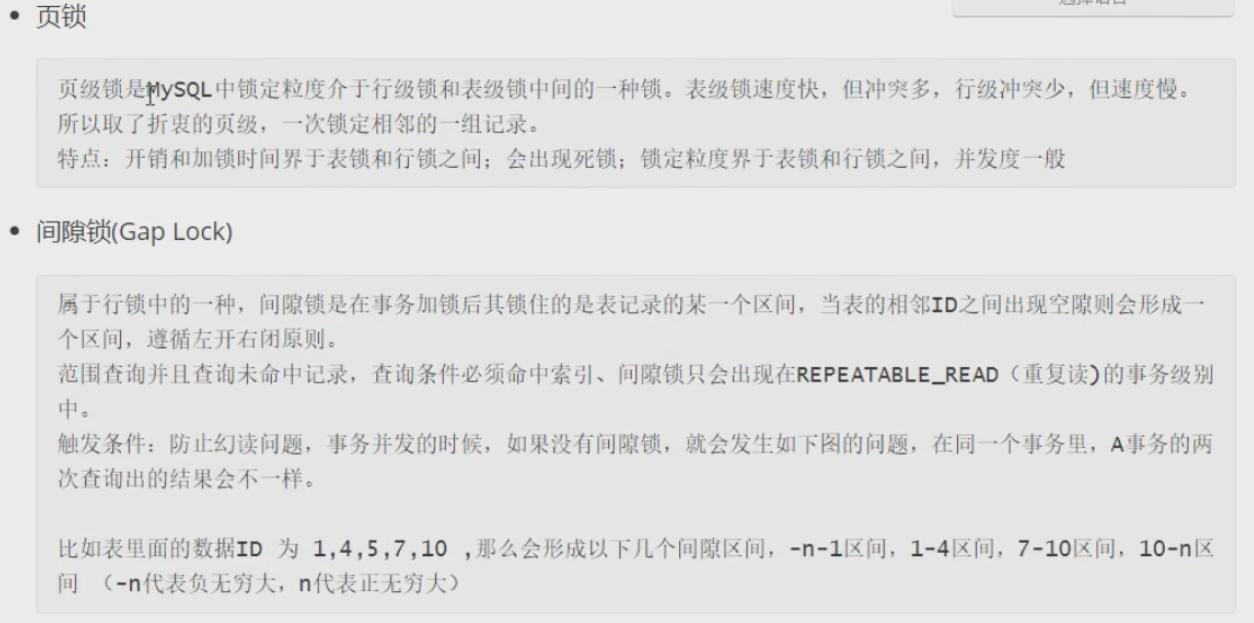 选择语言
页锁
页级锁是MySQL中锁定粒度介于行级锁和表级锁中间的一种锁。表级锁速度快，但冲突多，行级冲突少，但速度慢。
所以取了折衷的页级，一次锁定相邻的一组记录。
特点：开销和加锁时间界于表锁和行锁之间；会出现死锁；锁定粒度界于表锁和行锁之间，并发度一般
间隙锁(Gap Lock)
属于行锁中的一种，间隙锁是在事务加锁后其锁住的是表记录的某一个区间，当表的相邻ID之间出现空隙则会形成一
个区间，遵循左开右闭原则。
范围查询并且查询未命中记录，查询条件必须命中索引、间隙锁只会出现在REPEATABLE_READ（重复读)的事务级别
中。
触发条件：防止幻读问题，事务并发的时候，如果没有间隙锁，就会发生如下图的问题，在同一个事务里，A事务的两
次查询出的结果会不一样。
比如表里面的数据ID 为 1,4,5,7,10 ,那么会形成以下几个间隙区间，-n-1区间，1-4区间，7-10区间，10-n区
间 （-n代表负无穷大，n代表正无穷大）